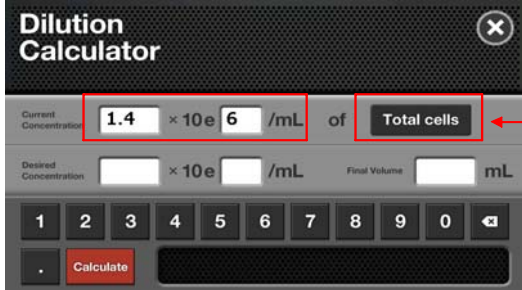 Dilution
Calculator
Current
Concentration 1.4 × 10e 6 /mL of Total cells
Desired
Concentration × 10e /mL Final Volume mL
1 2 3 4 5 6 7 8 9 0
. Calculate